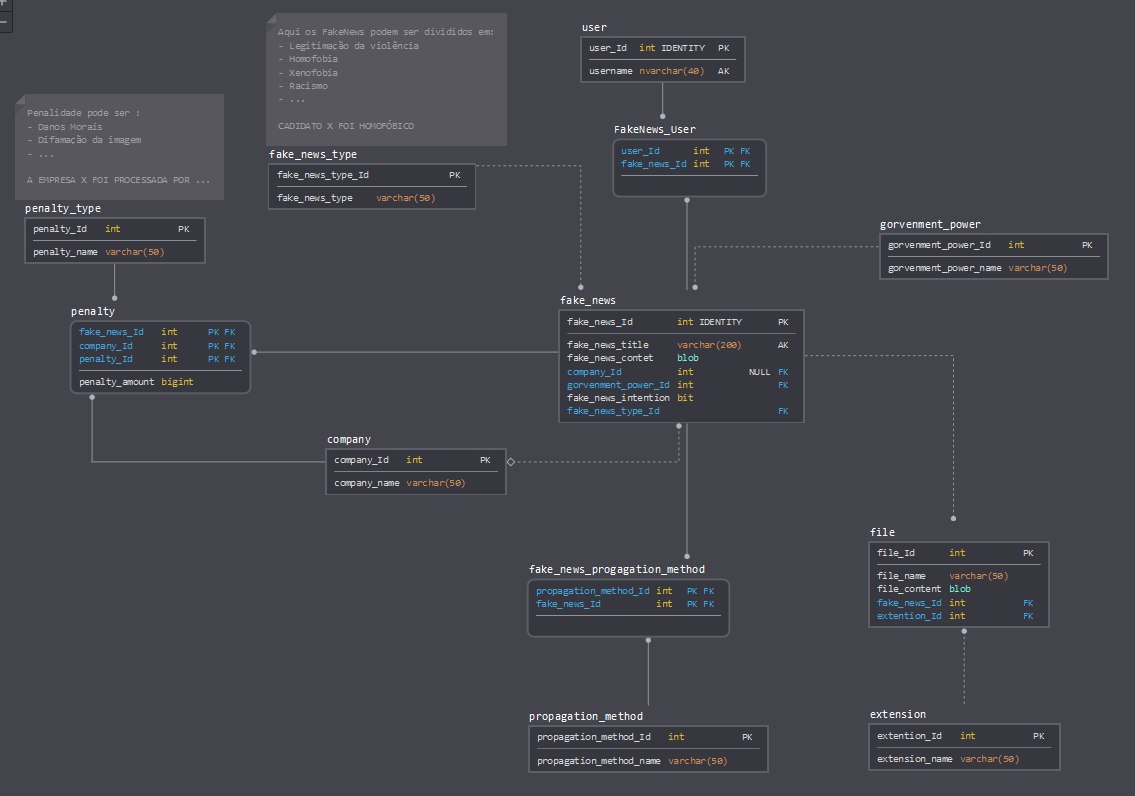 Aqui os FakeNews podem ser divididos em:
- Legitimação da violência
- Homofobia
- Xenofobia
- Racismo
- ...
CADIDATO X FOI HOMOFÓBICO
user
user_Id int IDENTITY PK
username nvarchar(40) AK
Penalidade pode ser :
- Danos Morais
- Difamação da imagem
- ...
A EMPRESA X FOI PROCESSADA POR ...
FakeNews_User
user_Id int PK FK
fake_news_Id int PK FK
fake_news_type
fake_news_type_Id PK
fake_news_type varchar(50)
penalty_type
penalty_Id int PK
penalty_name varchar(50)
gorvenment_power
gorvenment_power_Id int PK
gorvenment_power_name varchar(50)
penalty
fake_news_Id int PK FK
company_Id int PK FK
penalty_Id int PK FK
penalty_amount bigint
fake_news
fake_news_Id int IDENTITY PK
fake_news_title varchar(200) AK
fake_news_contet blob
company_Id int NULL FK
gorvenment_power_Id int FK
fake_news_intention bit
fake_news_type_Id FK
company
company_Id int PK
company_name varchar(50)
file
file_Id int PK
file_name varchar(50)
file_content blob
fake_news_Id int FK
extention_Id int FK
fake_news_progagation_method
propagation_method_Id int PK FK
fake_news_Id int PK FK
propagation_method
propagation_method_Id int PK
propagation_method_name varchar(50)
extension
extention_Id int PK
extension_name varchar(50)